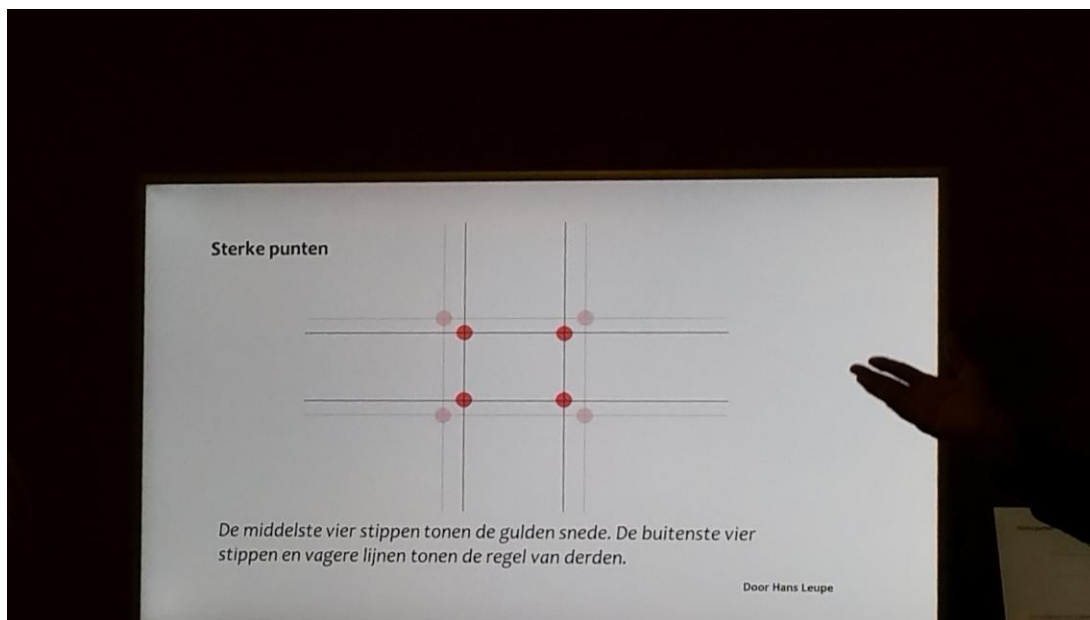 Sterke punten
De middelste vier stippen tonen de gulden snede. De buitenste vier
stippen en vagere lijnen tonen de regel van derden.
Door Hans Leupe